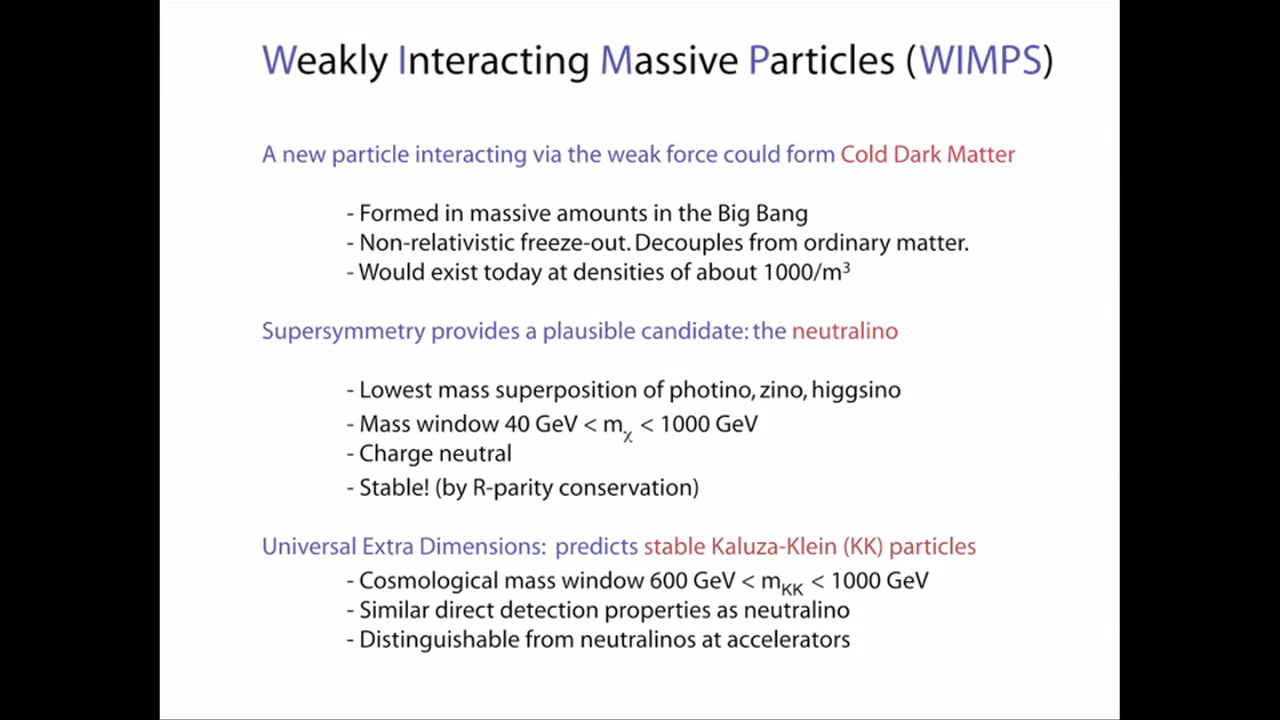 Weakly Interacting Massive Particles (WIMPS)
A new particle interacting via the weak force could form Cold Dark Matter
- Formed in massive amounts in the Big Bang
- Non-relativistic freeze-out. Decouples from ordinary matter.
- Would exist today at densities of about 1000/m³
Supersymmetry provides a plausible candidate: the neutralino
- Lowest mass superposition of photino, zino, higgsino
- Mass window 40 GeV < mᵪ < 1000 GeV
- Charge neutral
- Stable! (by R-parity conservation)
Universal Extra Dimensions: predicts stable Kaluza-Klein (KK) particles
- Cosmological mass window 600 GeV < m_KK < 1000 GeV
- Similar direct detection properties as neutralino
- Distinguishable from neutralinos at accelerators